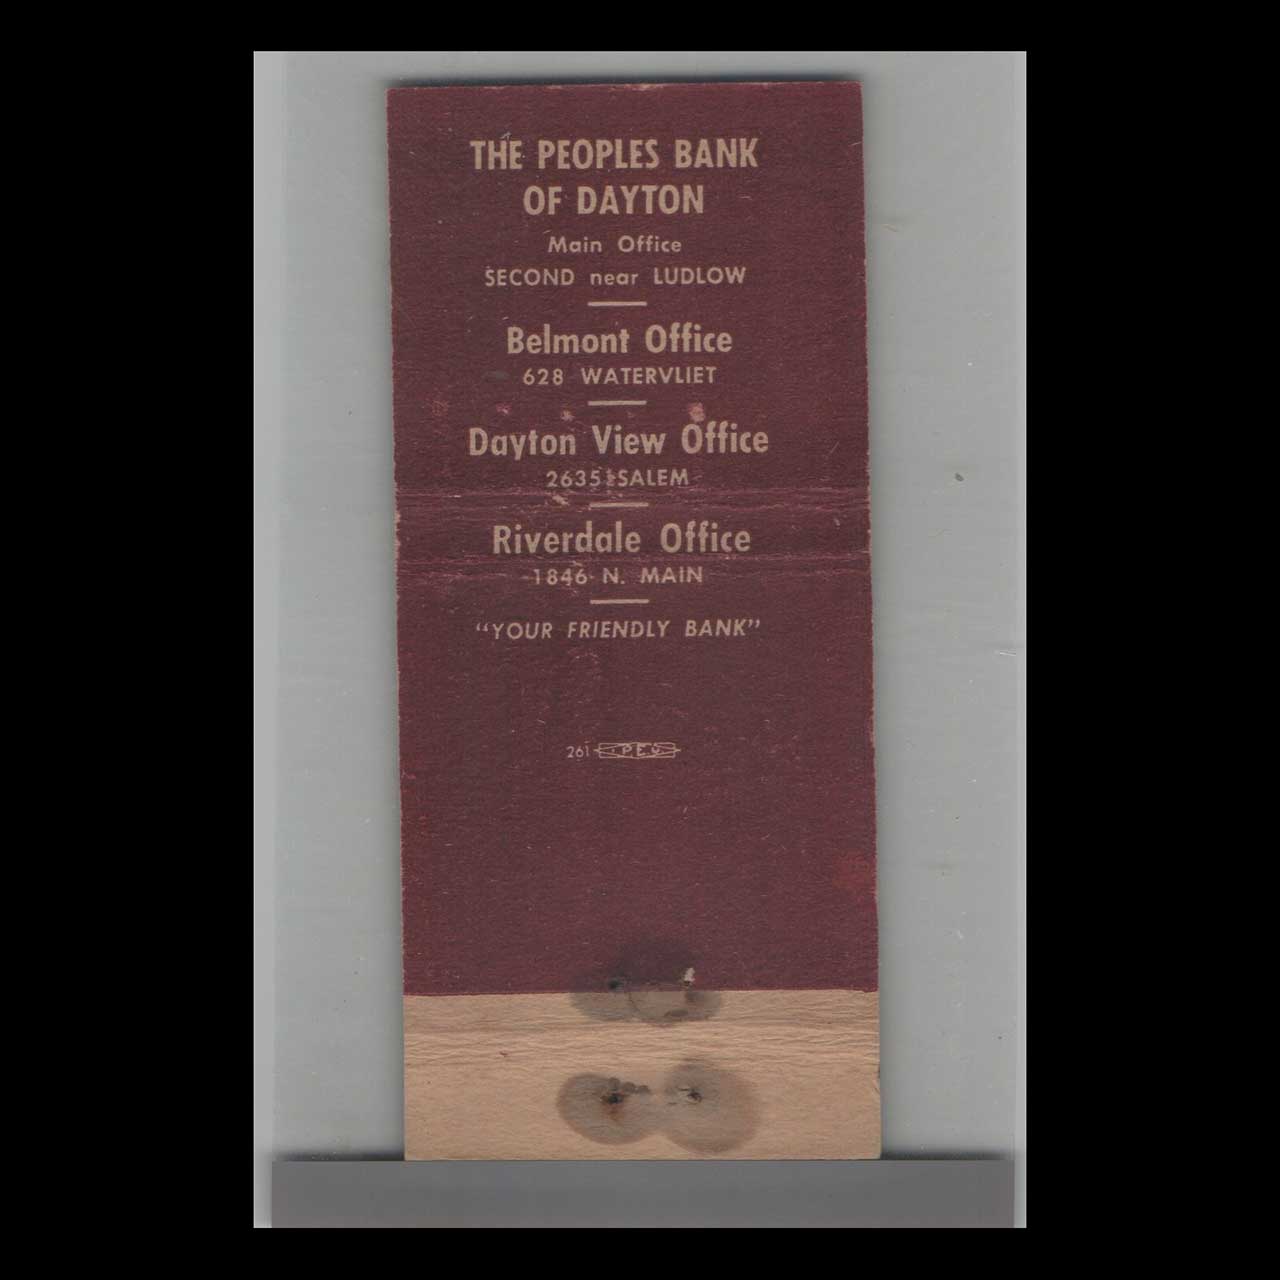 THE PEOPLES BANK
OF DAYTON
Main Office
SECOND near LUDLOW
Belmont Office
628 WATERVLIET
Dayton View Office
2635 SALEM
Riverdale Office
1846 N. MAIN
"YOUR FRIENDLY BANK"
261